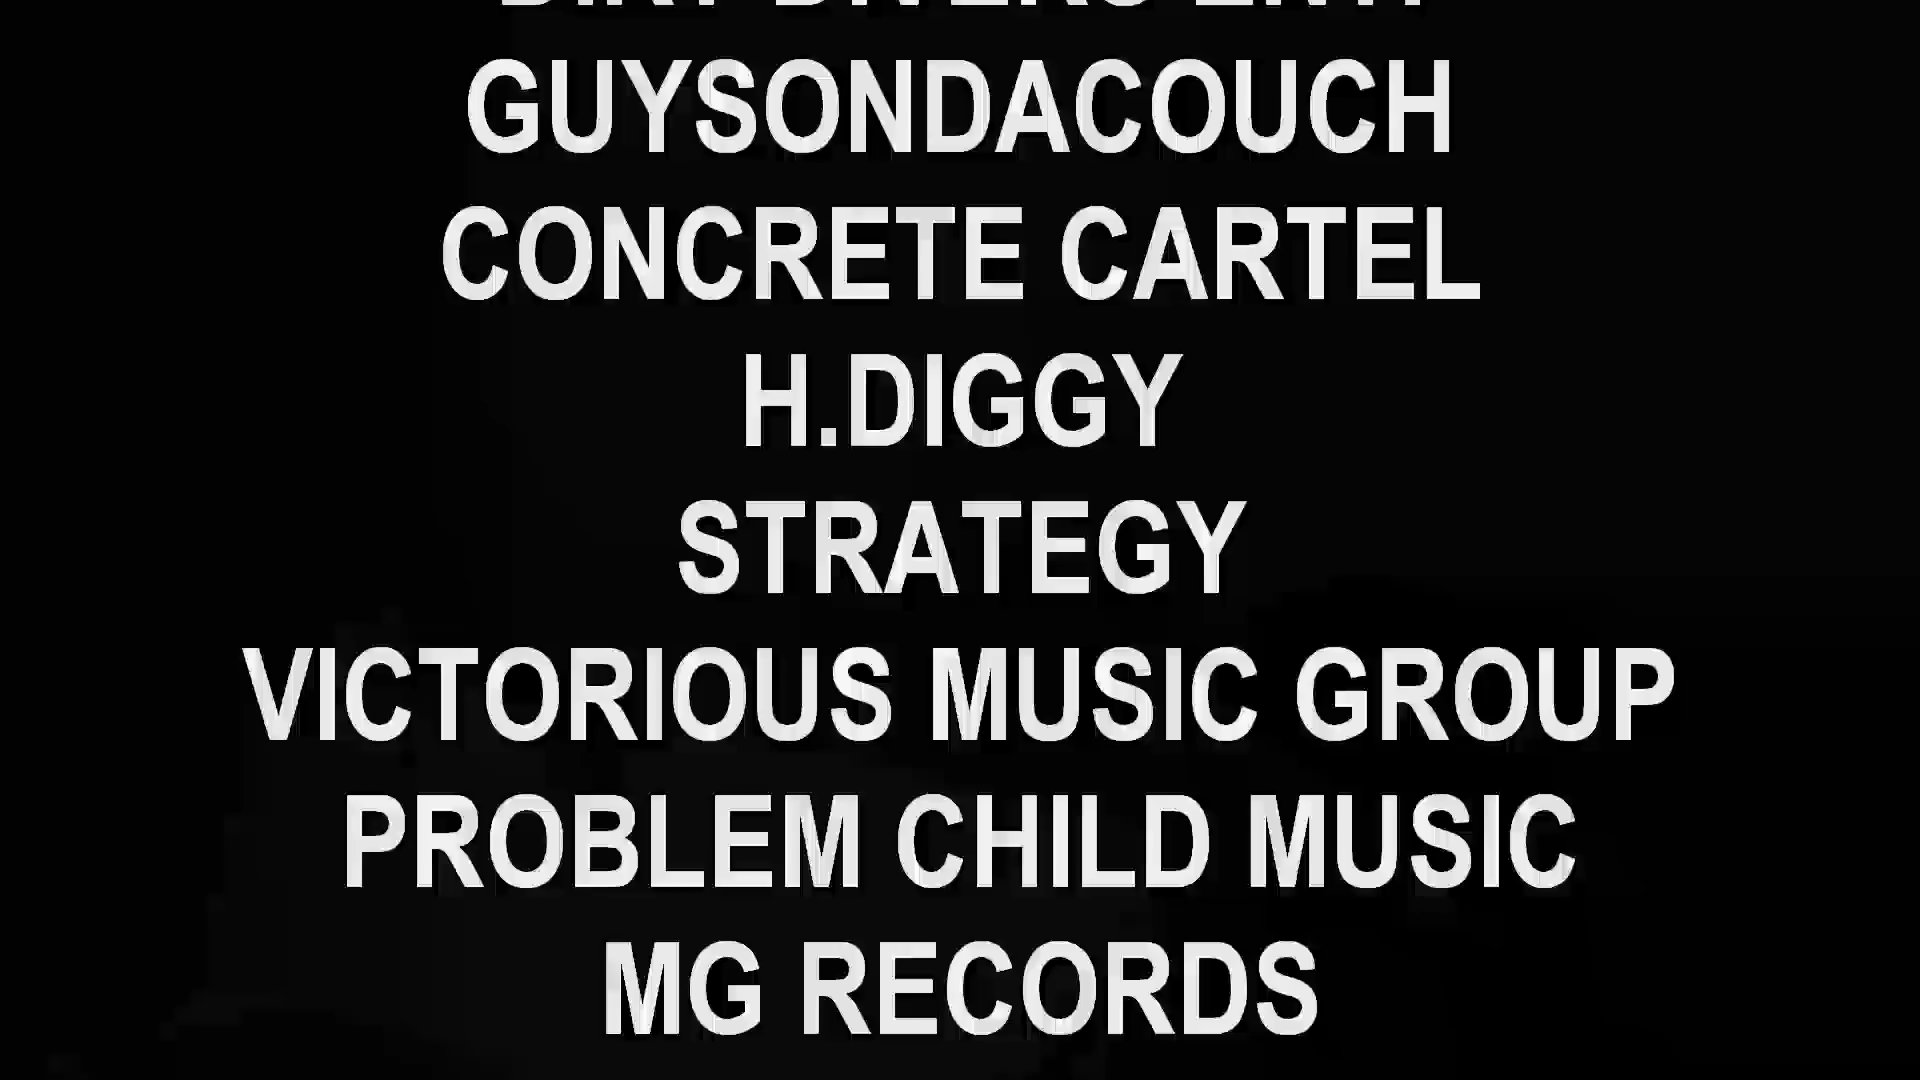 GUYSONDACOUCH
CONCRETE CARTEL
H.DIGGY
STRATEGY
VICTORIOUS MUSIC GROUP
PROBLEM CHILD MUSIC
MG RECORDS